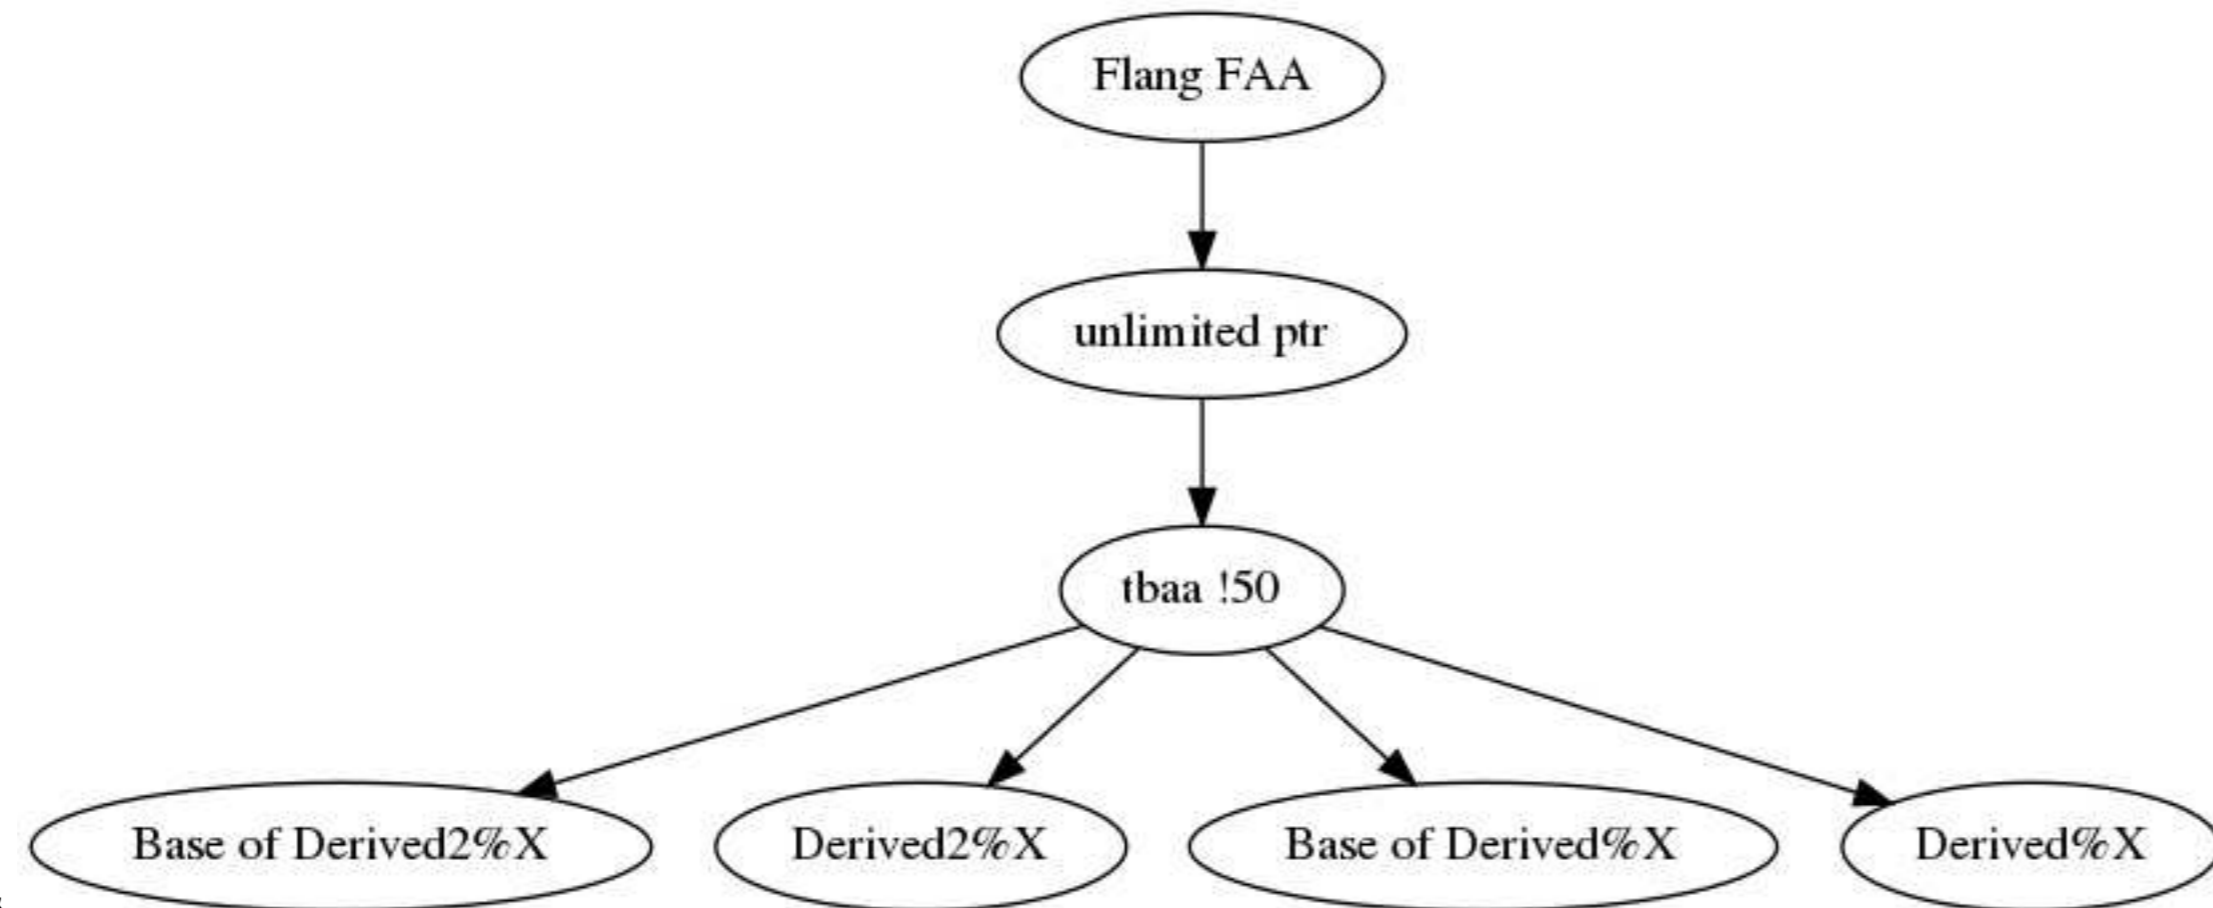 Flang FAA
unlimited ptr
tbaa !50
Base of Derived2%X
Derived2%X
Base of Derived%X
Derived%X